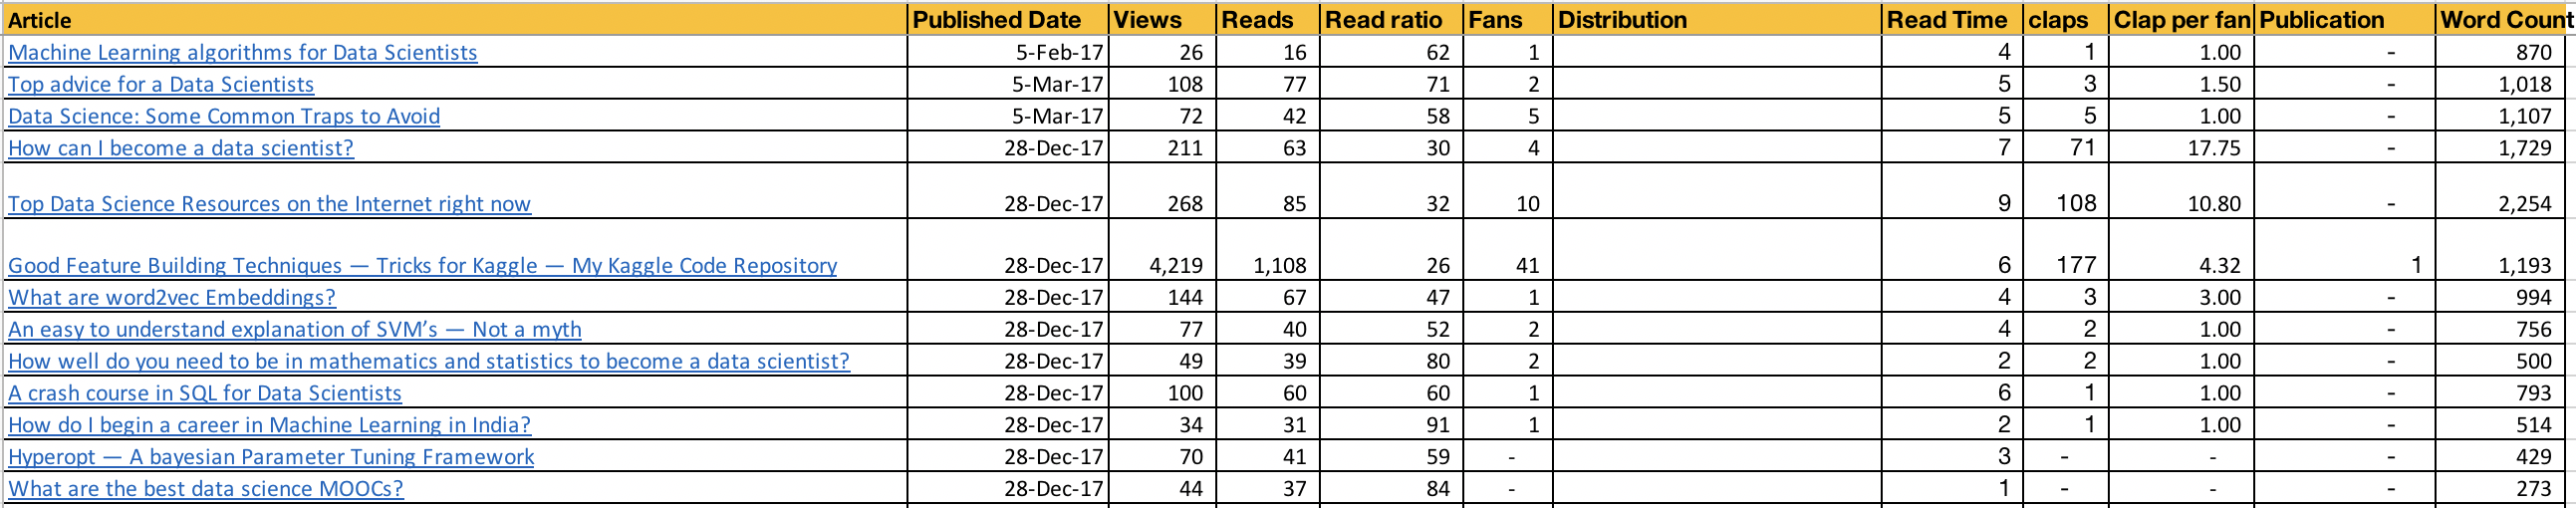 Article Published Date Views Reads Read ratio Fans Distribution Read Time claps Clap per fan Publication Word Count
Machine Learning algorithms for Data Scientists 5-Feb-17 26 16 62 1 4 1 1.00 - 870
Top advice for a Data Scientists 5-Mar-17 108 77 71 2 5 3 1.50 - 1,018
Data Science: Some Common Traps to Avoid 5-Mar-17 72 42 58 5 5 5 1.00 - 1,107
How can I become a data scientist? 28-Dec-17 211 63 30 4 7 71 17.75 - 1,729
Top Data Science Resources on the Internet right now 28-Dec-17 268 85 32 10 9 108 10.80 - 2,254
Good Feature Building Techniques — Tricks for Kaggle — My Kaggle Code Repository 28-Dec-17 4,219 1,108 26 41 6 177 4.32 1 1,193
What are word2vec Embeddings? 28-Dec-17 144 67 47 1 4 3 3.00 - 994
An easy to understand explanation of SVM’s — Not a myth 28-Dec-17 77 40 52 2 4 2 1.00 - 756
How well do you need to be in mathematics and statistics to become a data scientist? 28-Dec-17 49 39 80 2 2 2 1.00 - 500
A crash course in SQL for Data Scientists 28-Dec-17 100 60 60 1 6 1 1.00 - 793
How do I begin a career in Machine Learning in India? 28-Dec-17 34 31 91 1 2 1 1.00 - 514
Hyperopt — A bayesian Parameter Tuning Framework 28-Dec-17 70 41 59 - 3 - - - 429
What are the best data science MOOCs? 28-Dec-17 44 37 84 - 1 - - - 273